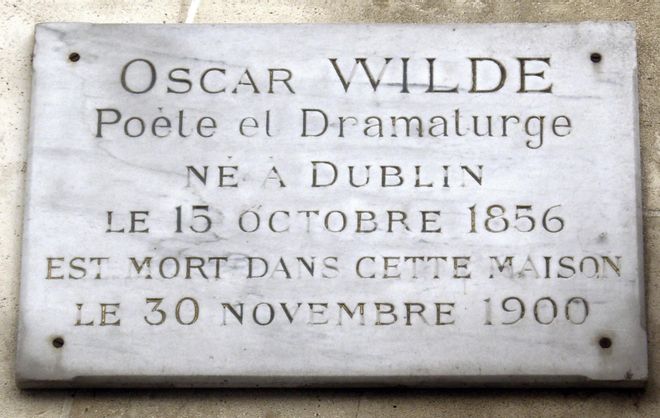 OSCAR WILDE
Poète et Dramaturge
NÉ À DUBLIN
LE 15 OCTOBRE 1856
EST MORT DANS CETTE MAISON
LE 30 NOVEMBRE 1900